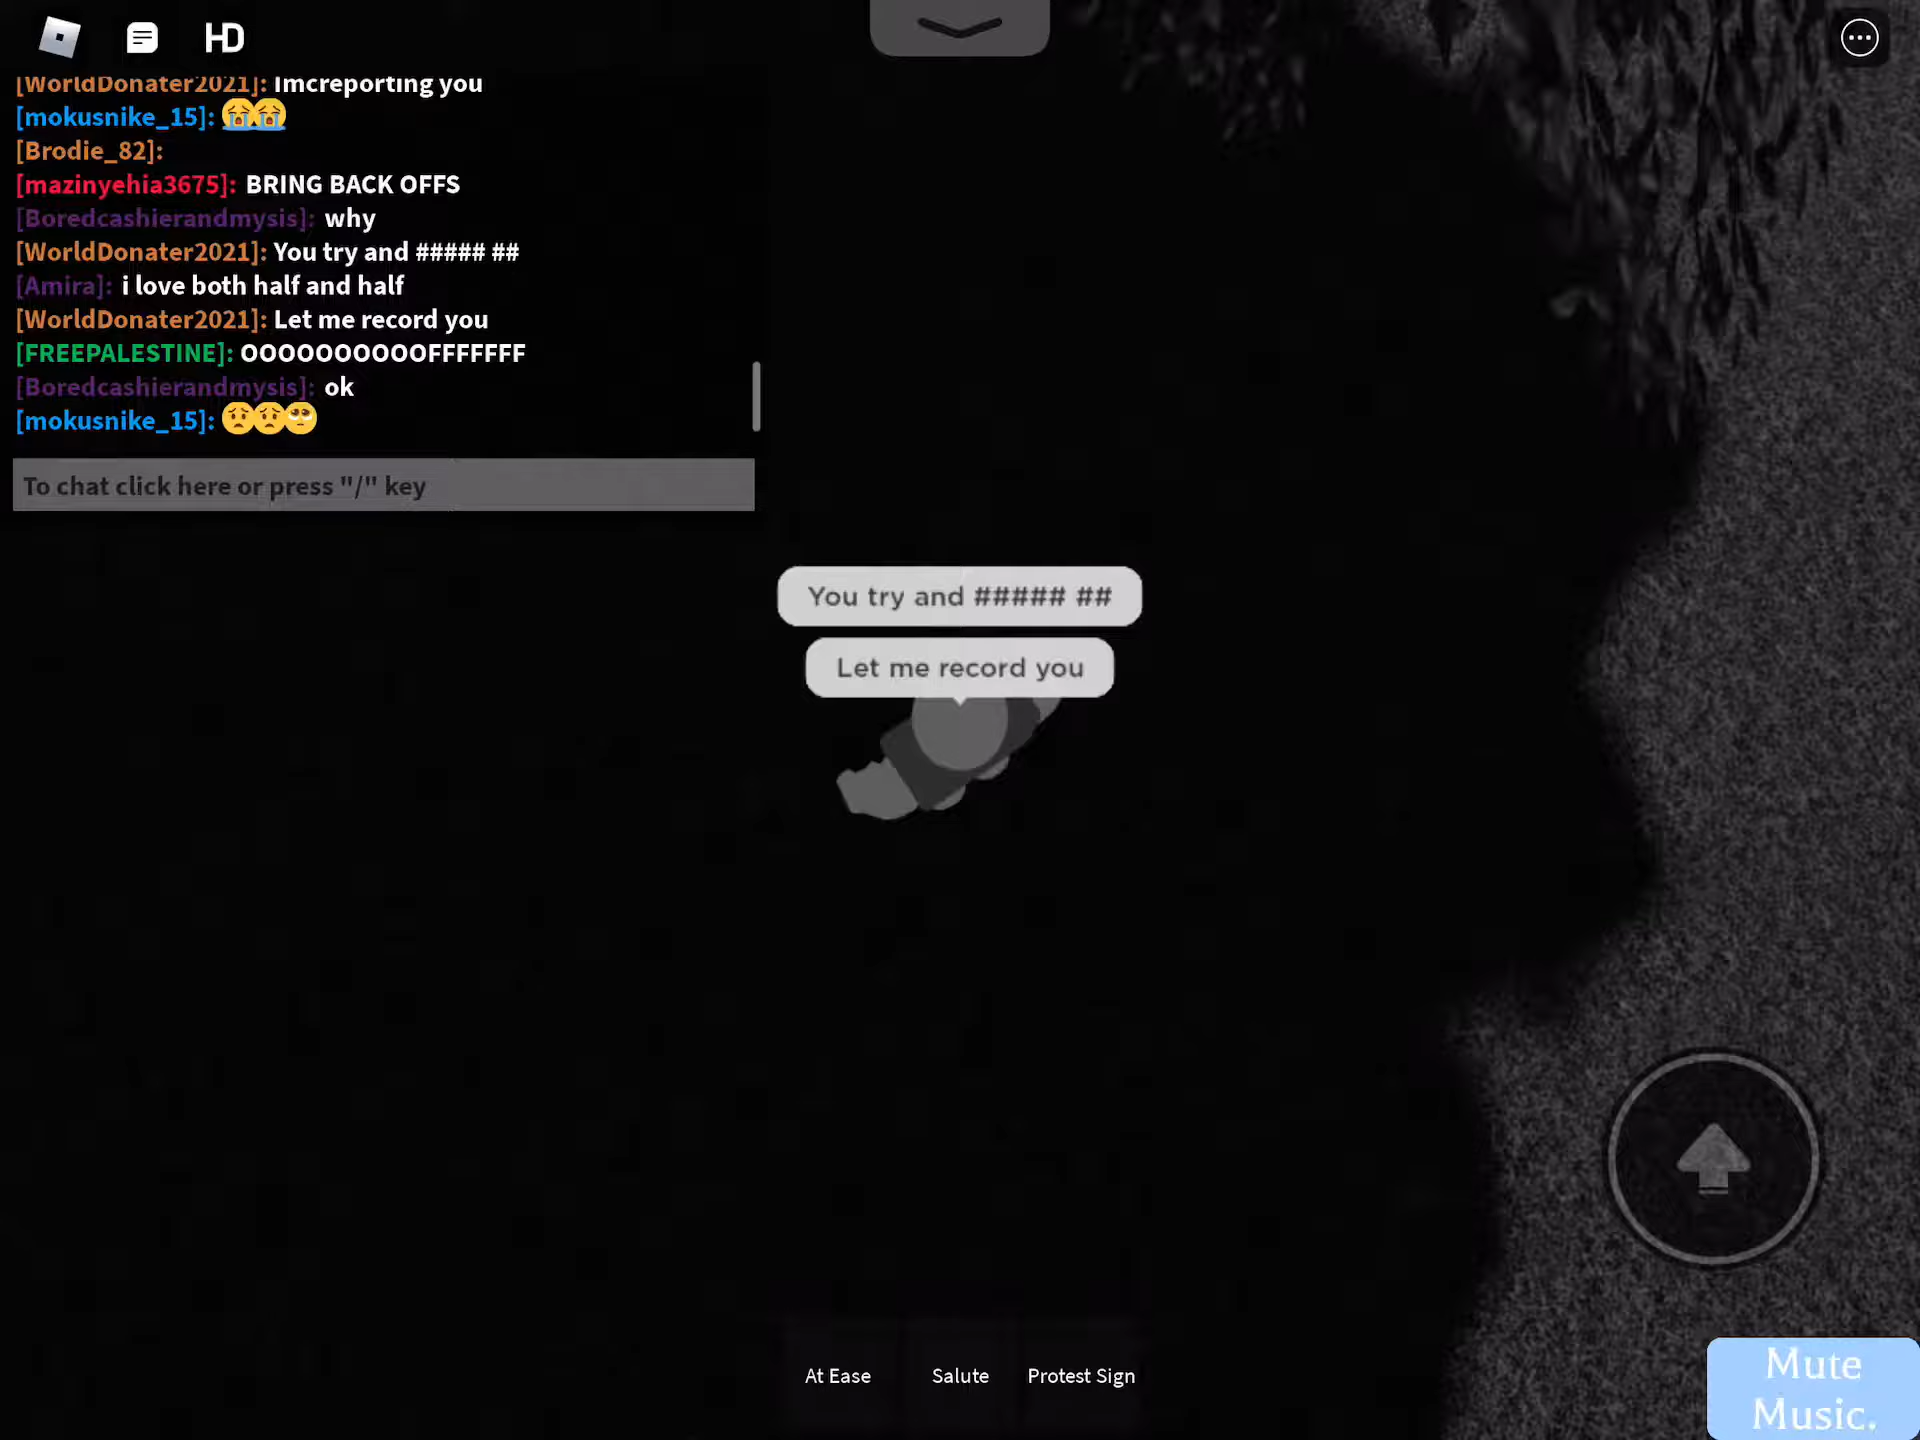 HD
[WorldDonater2021]: Imcreporting you
[mokusnike_15]: 😭😭
[Brodie_82]:
[mazinyehia3675]: BRING BACK OFFS
[Boredcashierandmysis]: why
[WorldDonater2021]: You try and ##### ##
[Amira]: i love both half and half
[WorldDonater2021]: Let me record you
[FREEPALESTINE]: OOOOOOOOOOFFFFFFF
[Boredcashierandmysis]: ok
[mokusnike_15]: 😟😟🥺
To chat click here or press "/" key
You try and ##### ##
Let me record you
At Ease Salute Protest Sign
Mute
Music.